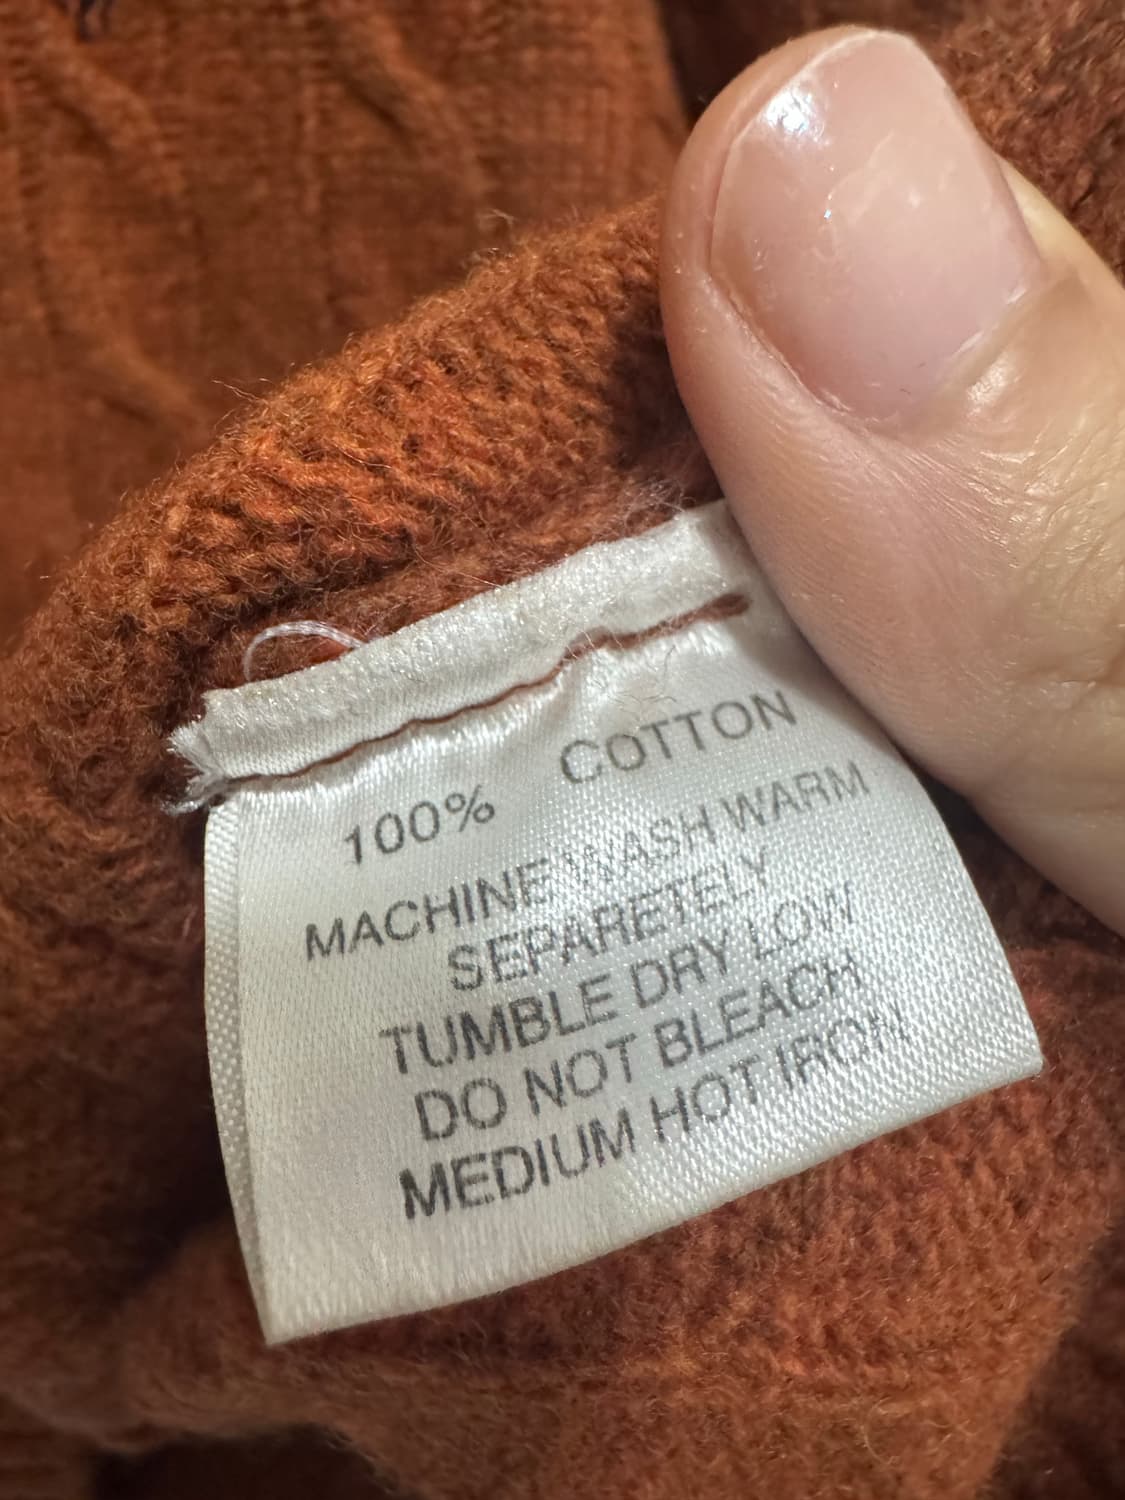 100% COTTON
MACHINE WASH WARM
SEPARETELY
TUMBLE DRY LOW
DO NOT BLEACH
MEDIUM HOT IRON